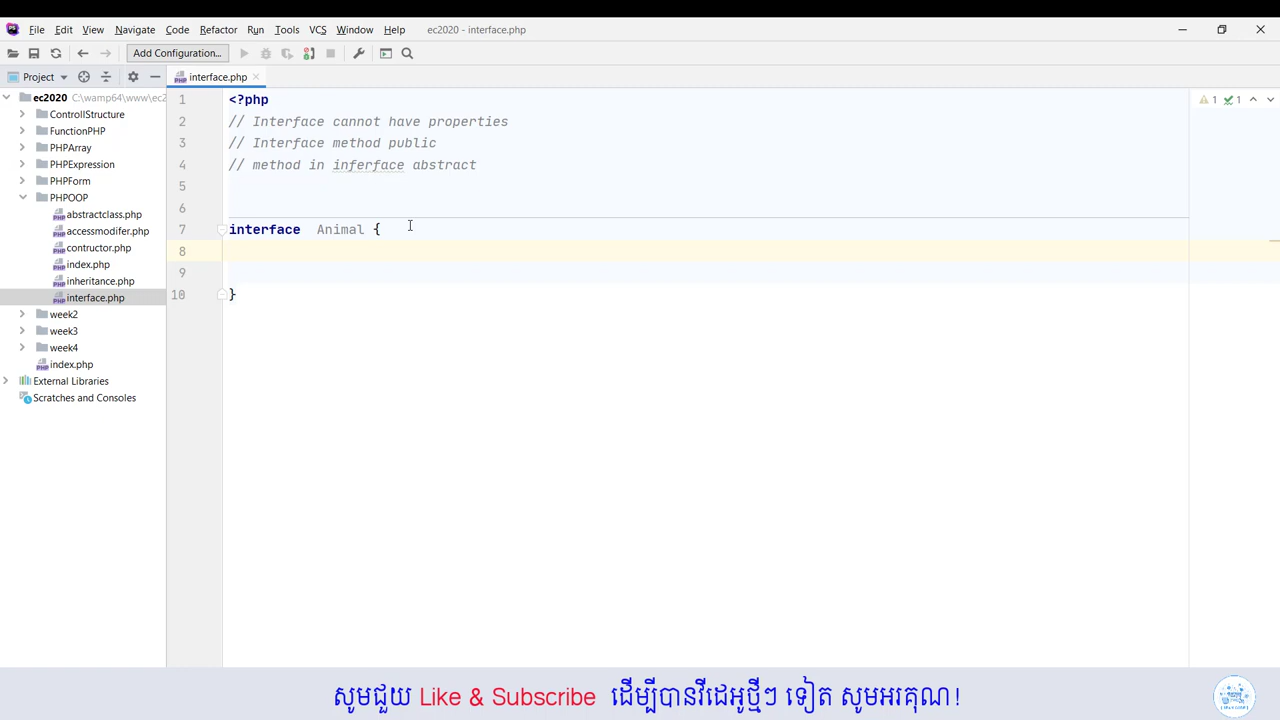 File Edit View Navigate Code Refactor Run Tools VCS Window Help ec2020 - interface.php
Add Configuration...
Project
interface.php
ec2020 C:\wamp64\www\ec2
ControllStructure
FunctionPHP
PHPArray
PHPExpression
PHPForm
PHPOOP
abstractclass.php
accessmodifer.php
contructor.php
index.php
inheritance.php
interface.php
week2
week3
week4
index.php
External Libraries
Scratches and Consoles
1 <?php
2 // Interface cannot have properties
3 // Interface method public
4 // method in inferface abstract
5
6
7 interface Animal {
8
9
10 }
1 1
សូមជួយ Like & Subscribe ដើម្បីបានវីដេអូថ្មីៗ ទៀត សូមអរគុណ!